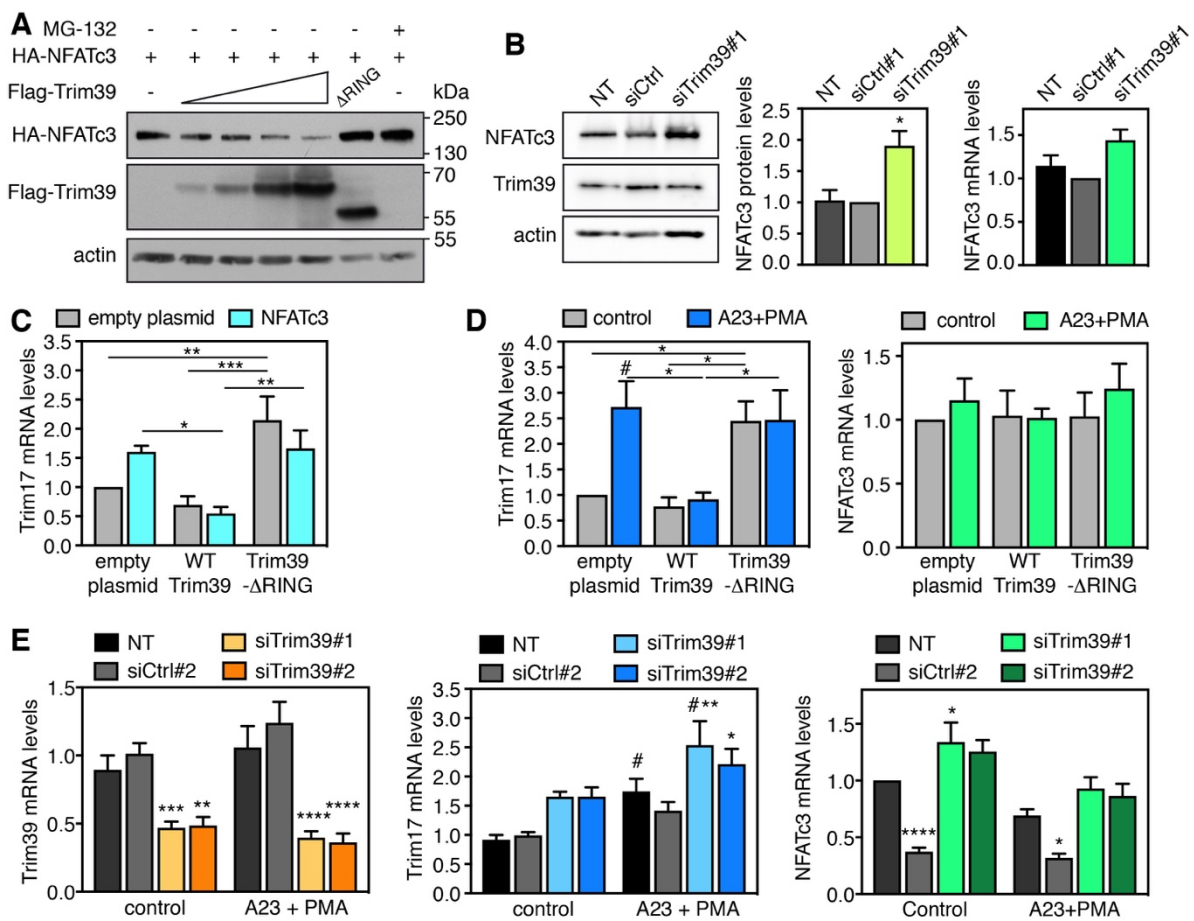 A
MG-132 - - - - - - +
HA-NFATc3 + + + + + + +
Flag-Trim39 - ΔRING - kDa
HA-NFATc3
250
130
Flag-Trim39
70
55
actin
55
B
NT siCtrl siTrim39#1
NFATc3
Trim39
actin
NT siCtrl#1 siTrim39#1
NFATc3 protein levels
2.5
2.0
1.5
1.0
0.5
0.0
*
NT siCtrl#1 siTrim39#1
NFATc3 mRNA levels
1.5
1.0
0.5
0.0
C
empty plasmid NFATc3
Trim17 mRNA levels
3.5
3.0
2.5
2.0
1.5
1.0
0.5
0.0
**
***
**
*
empty WT Trim39
plasmid Trim39 -ΔRING
D
control A23+PMA
Trim17 mRNA levels
4.0
3.5
3.0
2.5
2.0
1.5
1.0
0.5
0.0
*
*
# * *
empty WT Trim39
plasmid Trim39 -ΔRING
control A23+PMA
NFATc3 mRNA levels
1.5
1.0
0.5
0.0
empty WT Trim39
plasmid Trim39 -ΔRING
E
NT siTrim39#1
siCtrl#2 siTrim39#2
Trim39 mRNA levels
1.5
1.0
0.5
0.0
*** ** **** ****
control A23 + PMA
NT siTrim39#1
siCtrl#2 siTrim39#2
Trim17 mRNA levels
3.5
3.0
2.5
2.0
1.5
1.0
0.5
0.0
# #** *
control A23 + PMA
NT siTrim39#1
siCtrl#2 siTrim39#2
NFATc3 mRNA levels
1.5
1.0
0.5
0.0
**** * *
Control A23+PMA